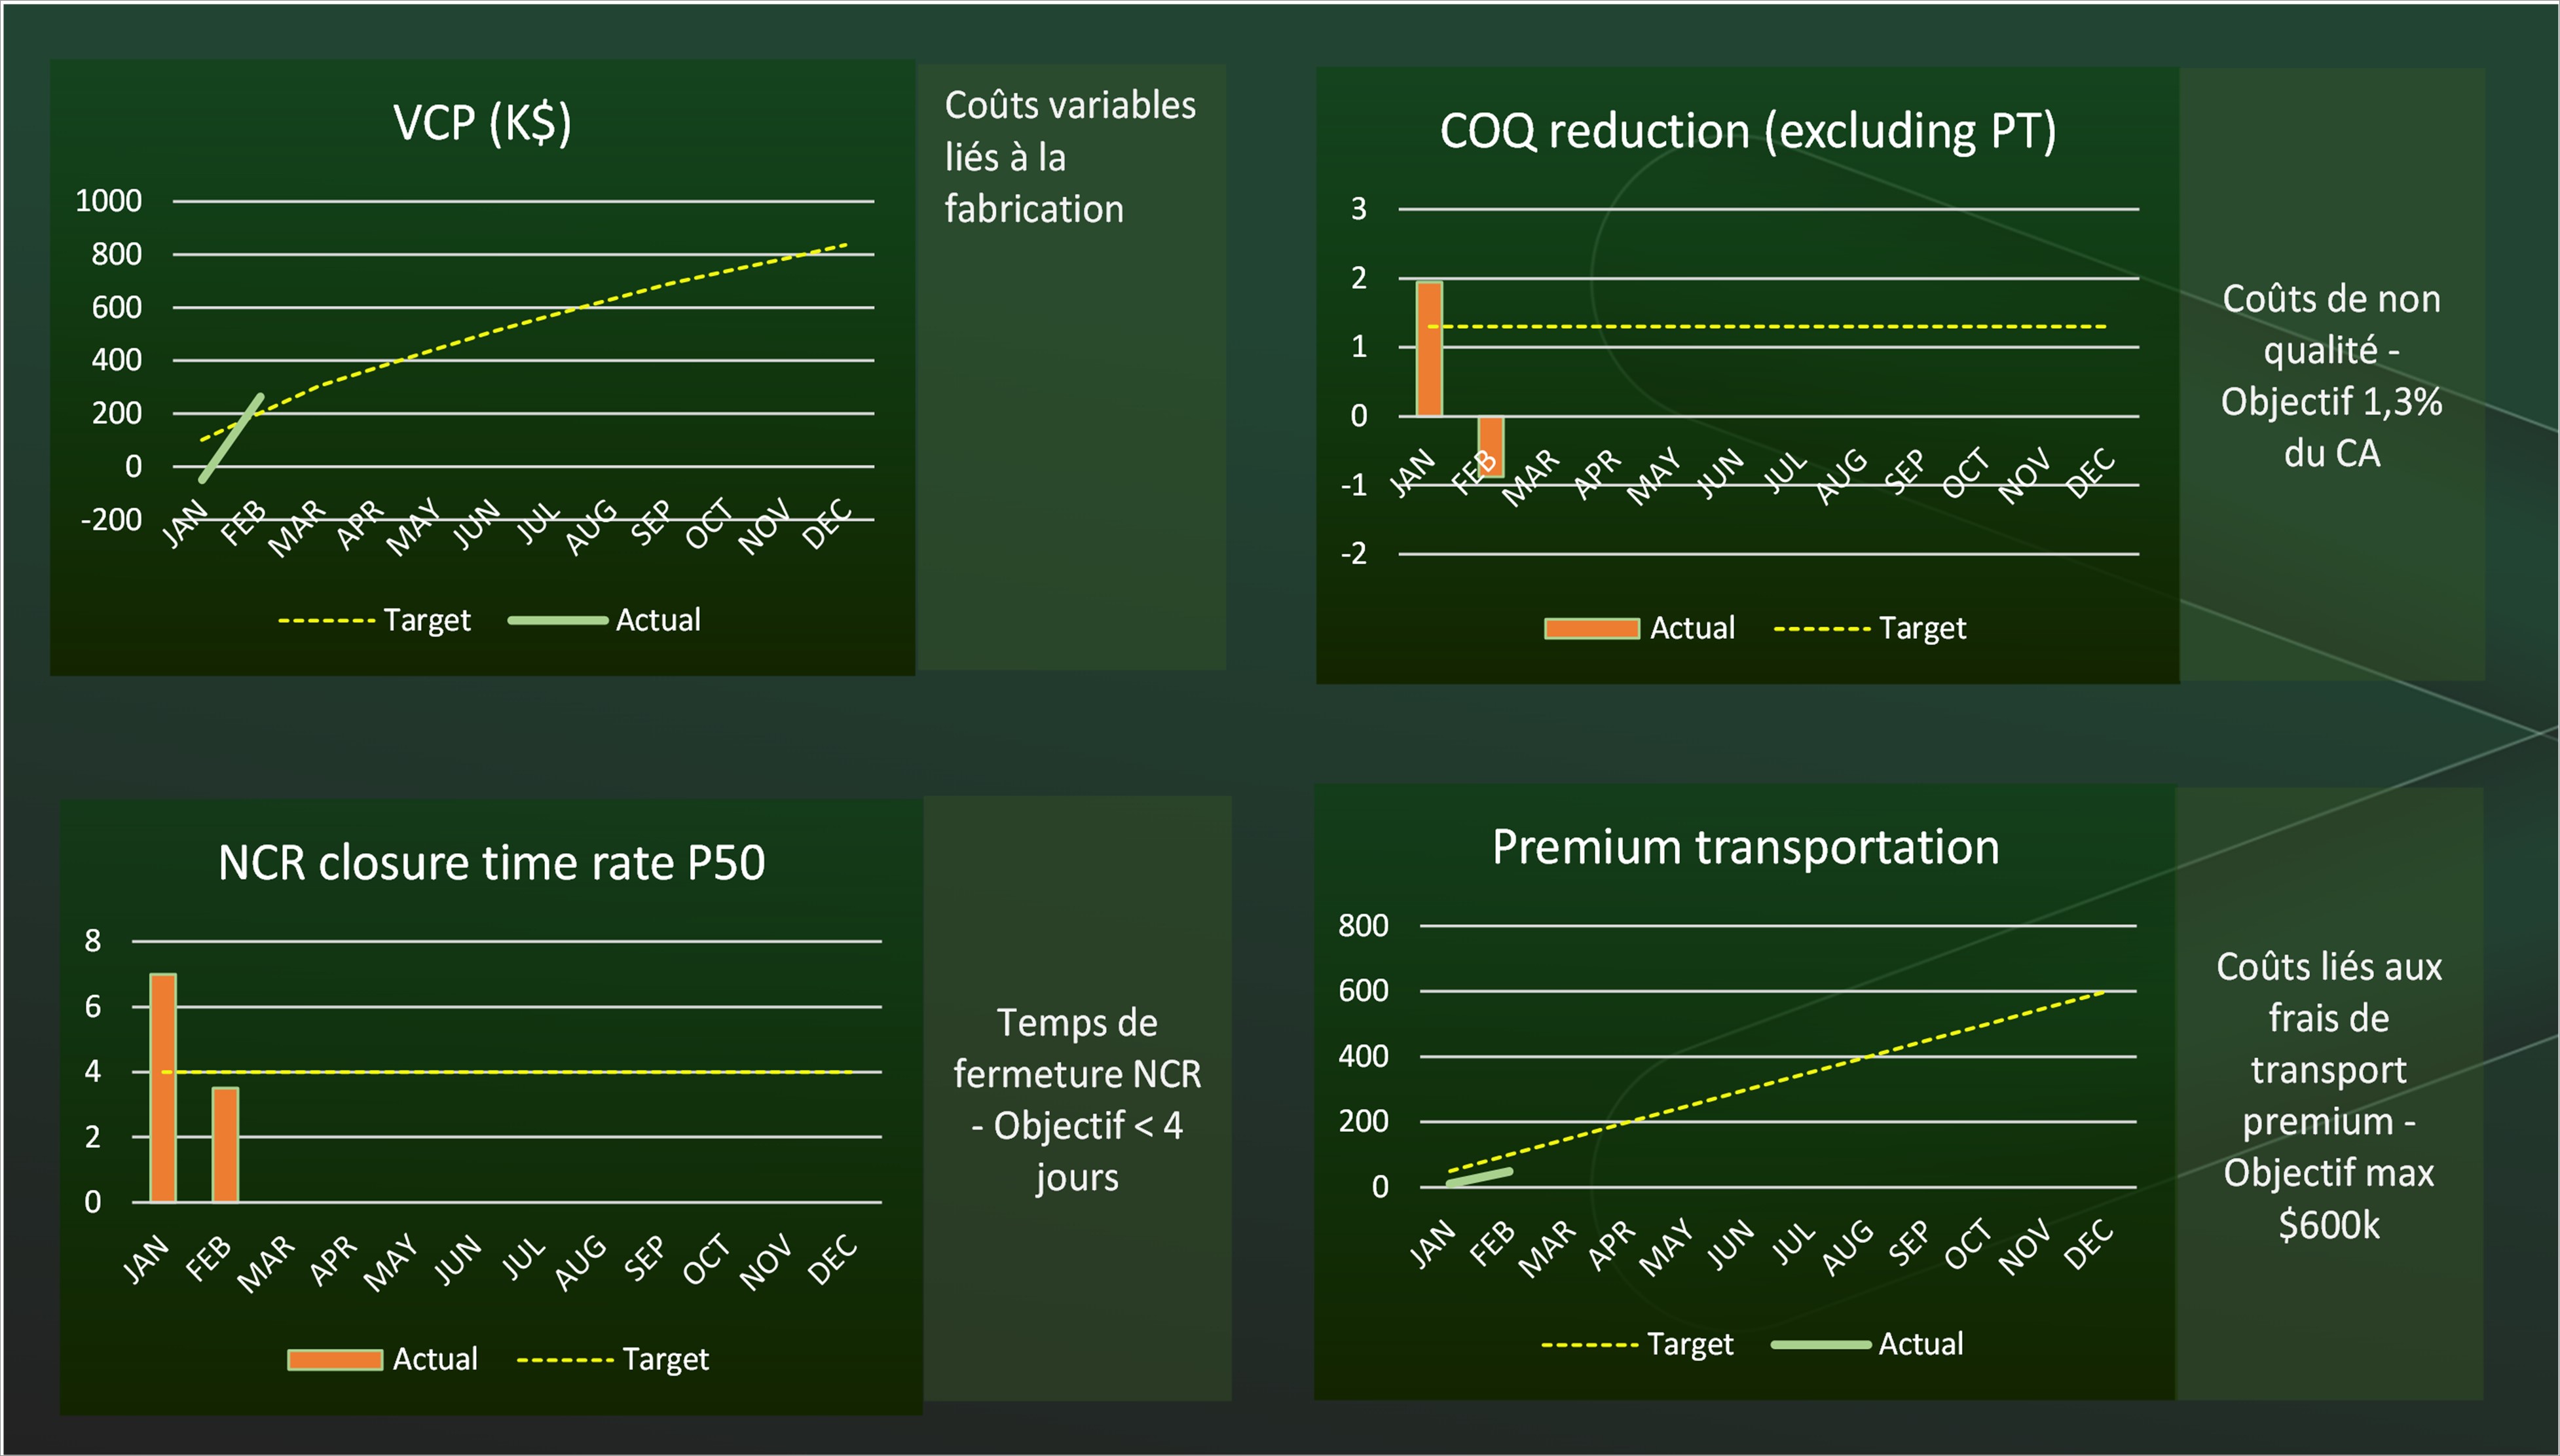 VCP (K$)
1000
800
600
400
200
0
-200
JAN FEB MAR APR MAY JUN JUL AUG SEP OCT NOV DEC
Target Actual
Coûts variables
liés à la
fabrication
COQ reduction (excluding PT)
3
2
1
0
-1
-2
JAN FEB MAR APR MAY JUN JUL AUG SEP OCT NOV DEC
Actual Target
Coûts de non
qualité -
Objectif 1,3%
du CA
NCR closure time rate P50
8
6
4
2
0
JAN FEB MAR APR MAY JUN JUL AUG SEP OCT NOV DEC
Actual Target
Temps de
fermeture NCR
- Objectif < 4
jours
Premium transportation
800
600
400
200
0
JAN FEB MAR APR MAY JUN JUL AUG SEP OCT NOV DEC
Target Actual
Coûts liés aux
frais de
transport
premium -
Objectif max
$600k